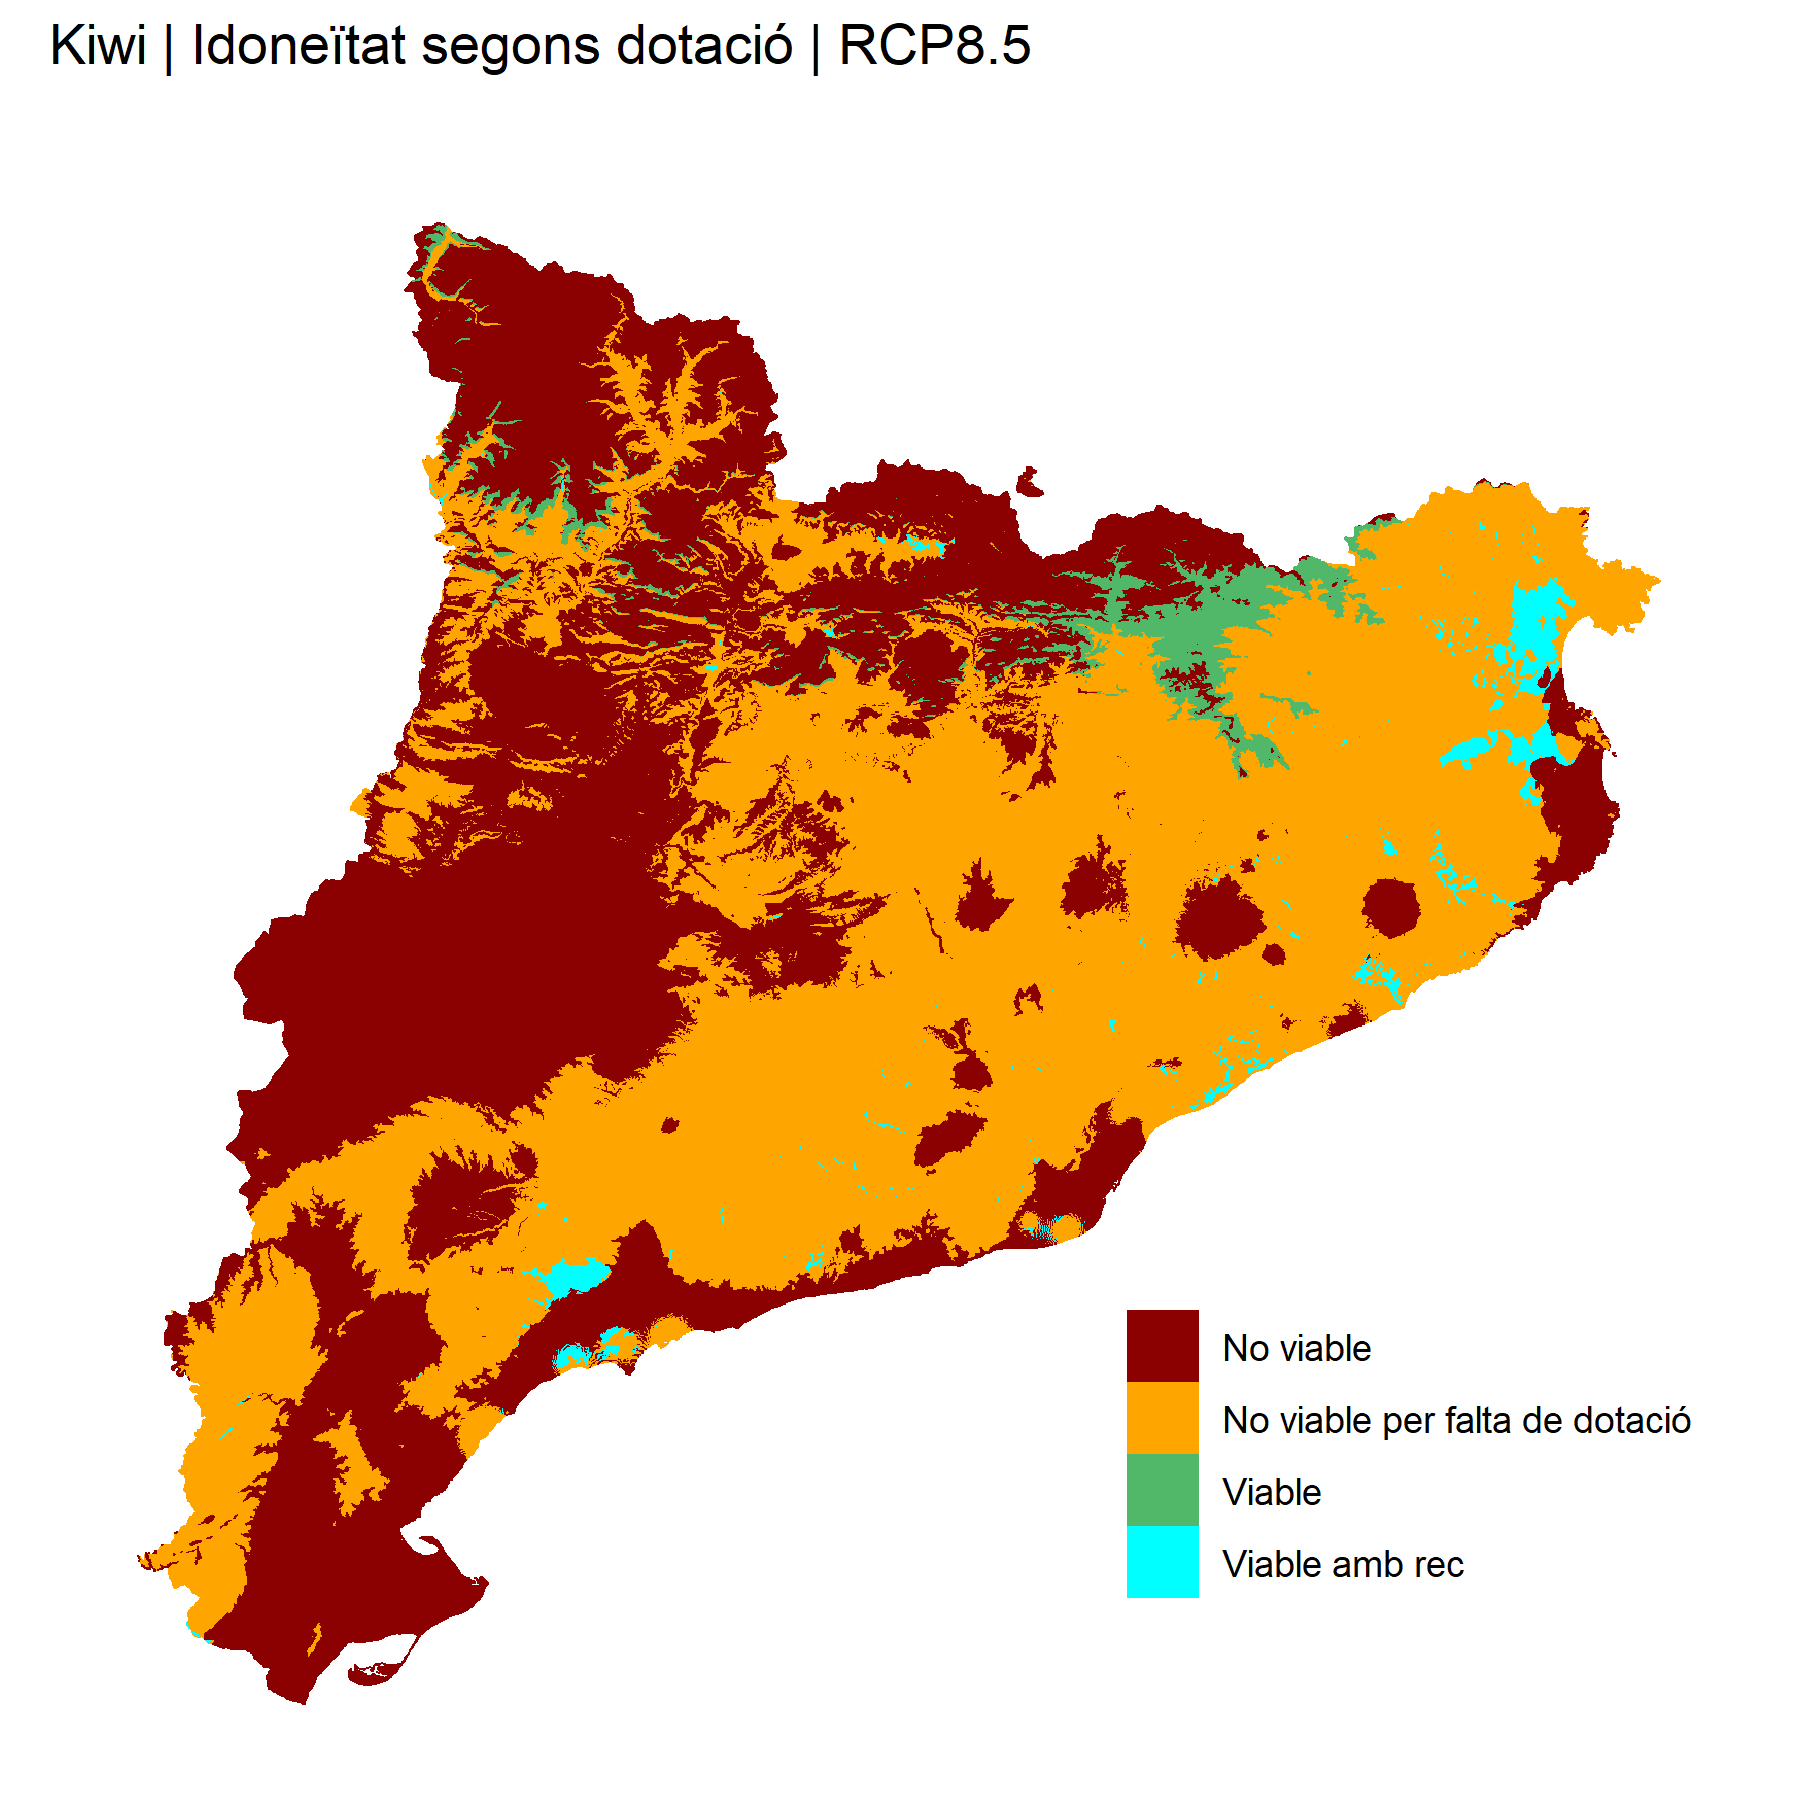 Kiwi | Idoneïtat segons dotació | RCP8.5
No viable
No viable per falta de dotació
Viable
Viable amb rec